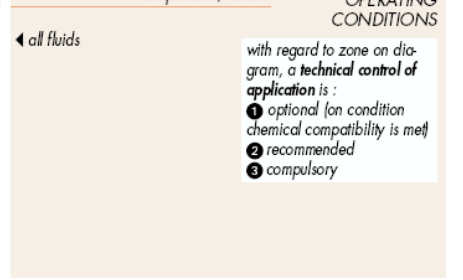 OPERATING
CONDITIONS
◀ all fluids
with regard to zone on dia-
gram, a technical control of
application is :
❶ optional (on condition
chemical compatibility is met)
❷ recommended
❸ compulsory